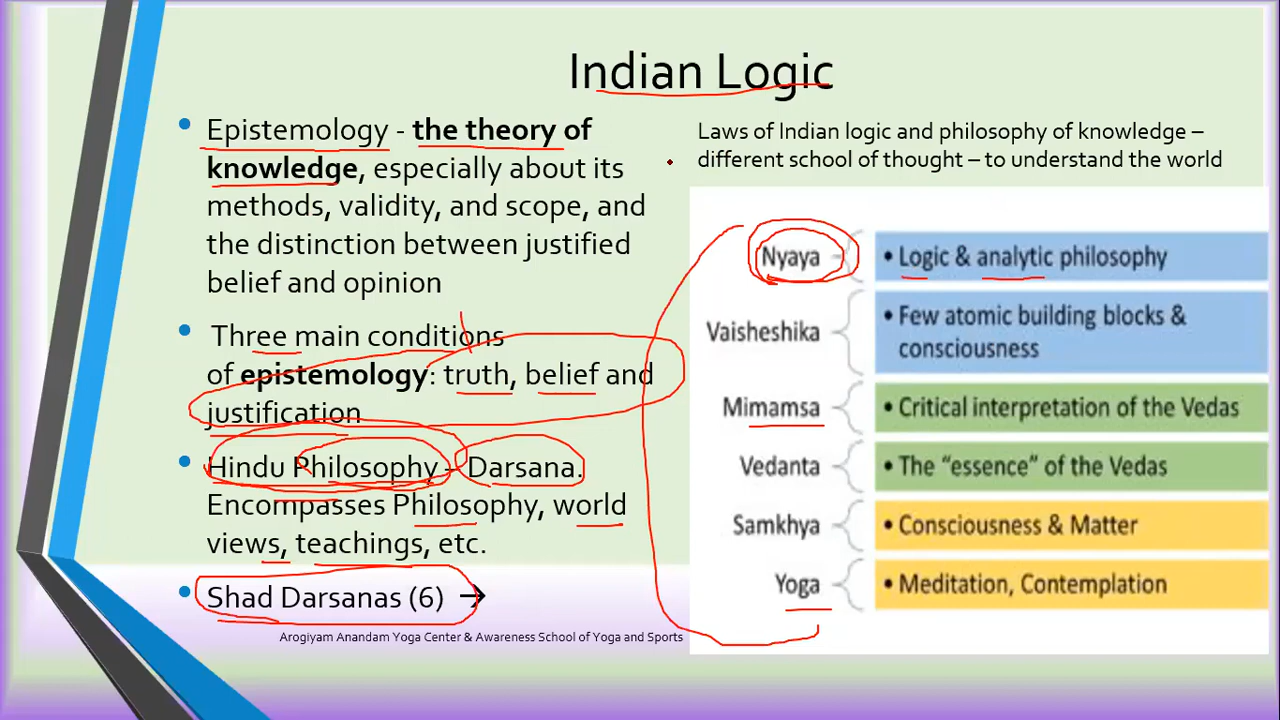 Indian Logic
• Epistemology - the theory of
knowledge, especially about its
methods, validity, and scope, and
the distinction between justified
belief and opinion
• Three main conditions
of epistemology: truth, belief and
justification
• Hindu Philosophy – Darsana.
Encompasses Philosophy, world
views, teachings, etc.
• Shad Darsanas (6) →
Arogiyam Anandam Yoga Center & Awareness School of Yoga and Sports
Laws of Indian logic and philosophy of knowledge –
different school of thought – to understand the world
Nyaya
• Logic & analytic philosophy
Vaisheshika
• Few atomic building blocks &
consciousness
Mimamsa
• Critical interpretation of the Vedas
Vedanta
• The “essence” of the Vedas
Samkhya
• Consciousness & Matter
Yoga
• Meditation, Contemplation